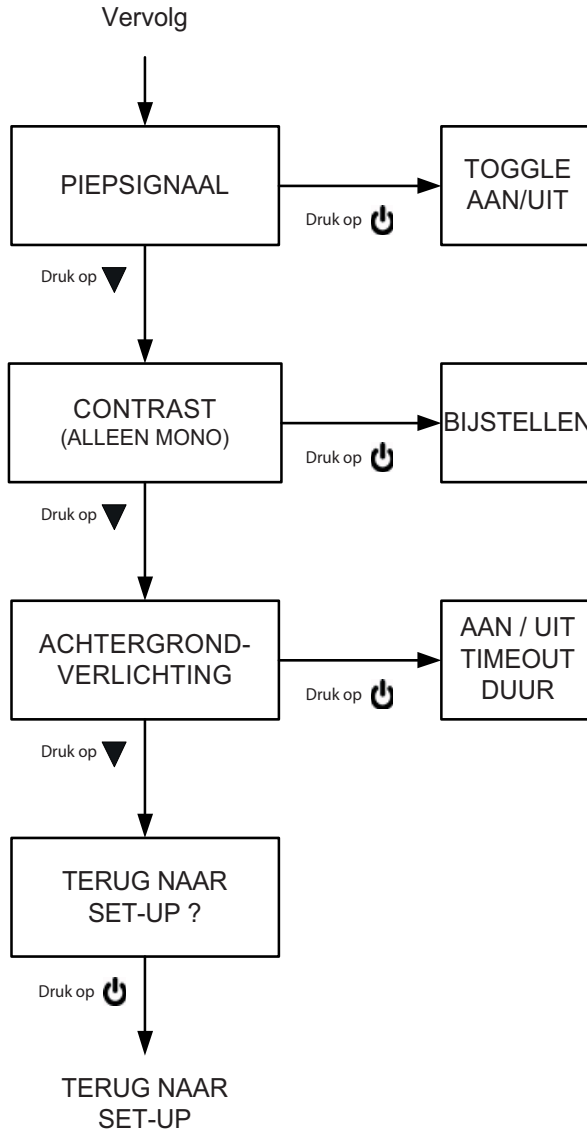 Vervolg
PIEPSIGNAAL
Druk op
TOGGLE
AAN/UIT
Druk op
CONTRAST
(ALLEEN MONO)
Druk op
BIJSTELLEN
Druk op
ACHTERGROND-
VERLICHTING
Druk op
AAN / UIT
TIMEOUT
DUUR
Druk op
TERUG NAAR
SET-UP ?
Druk op
TERUG NAAR
SET-UP